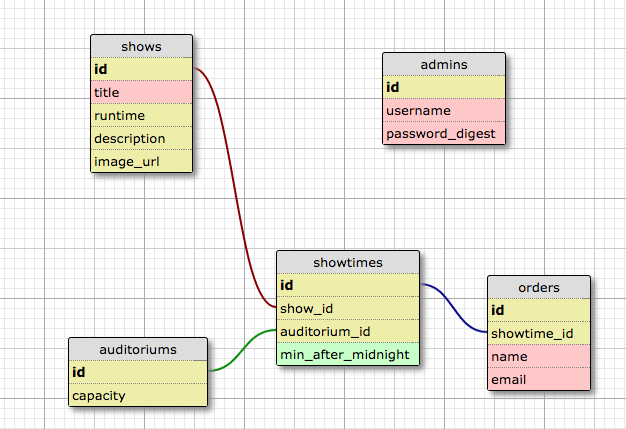 shows
id
title
runtime
description
image_url
admins
id
username
password_digest
showtimes
id
show_id
auditorium_id
min_after_midnight
orders
id
showtime_id
name
email
auditoriums
id
capacity